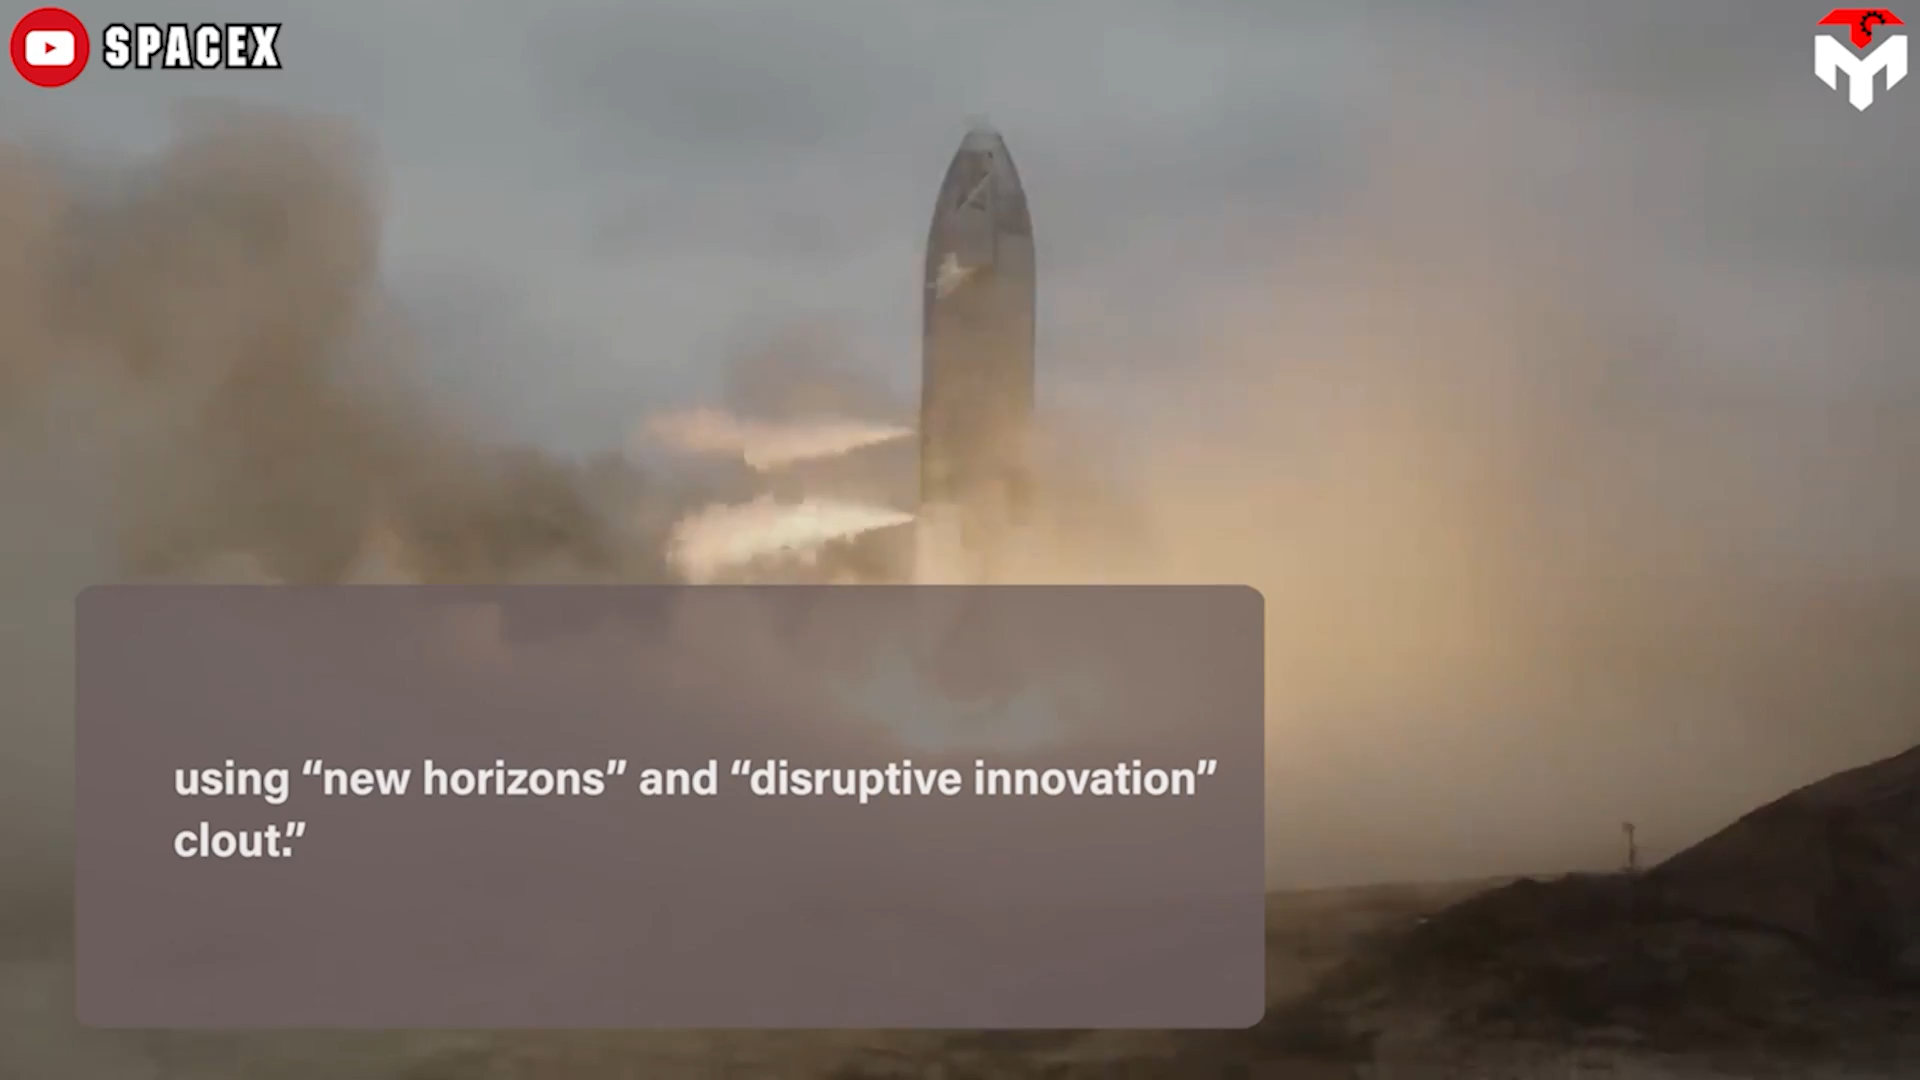 SPACEX
using “new horizons” and “disruptive innovation”
clout.”